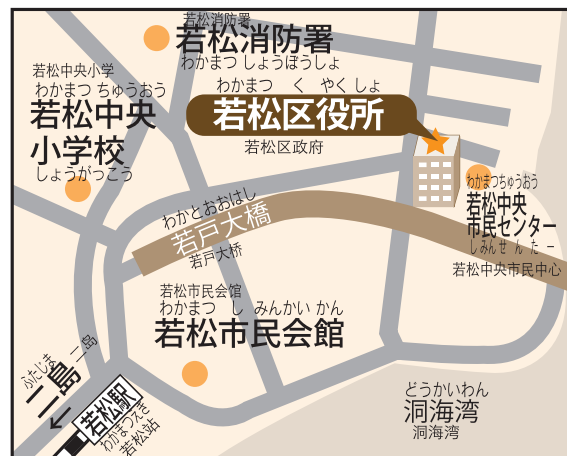 若松消防署
若松消防署
わかまつ しょうぼうしょ
若松中央小学
わかまつ ちゅうおう
若松中央
小学校
しょうがっこう
わかまつ く やくしょ
若松区役所
若松区政府
わかまつちゅうおう
若松中央
市民センター
しみんせんたー
若松中央市民中心
わかとおおはし
若戸大橋
若戸大桥
若松市民会馆
わかまつ し みんかい かん
若松市民会館
ふたじま
二島
二岛
若松駅
わかまつえき
若松站
どうかいわん
洞海湾
洞海湾